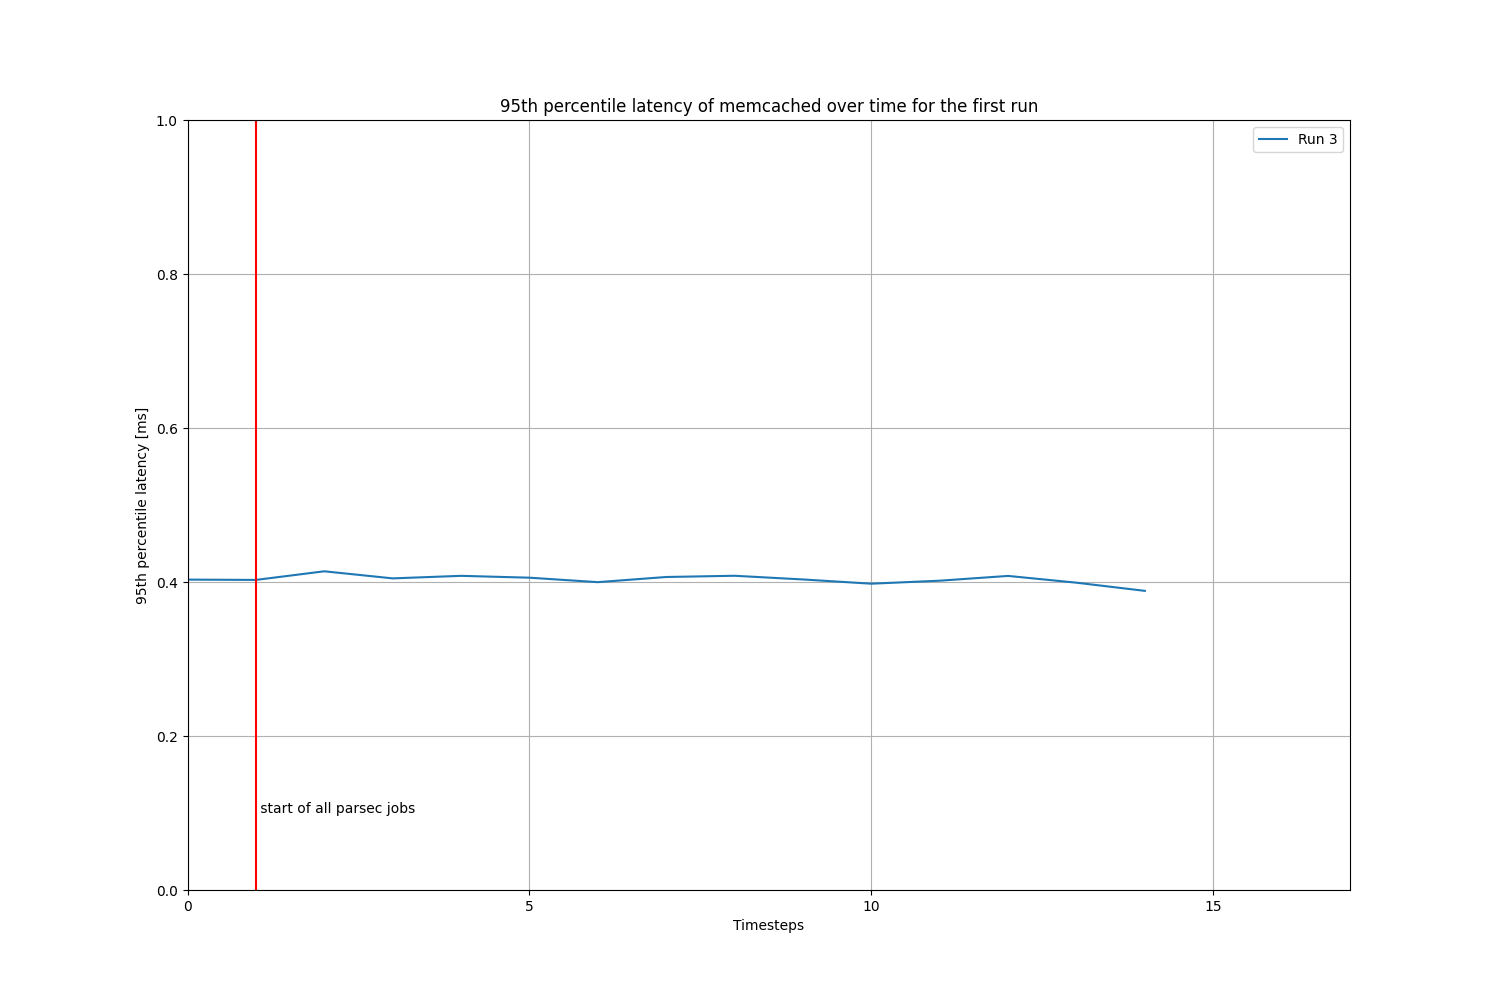 95th percentile latency of memcached over time for the first run
Run 3
1.0
0.8
0.6
0.4
0.2
0.0
95th percentile latency [ms]
start of all parsec jobs
0 5 10 15
Timesteps